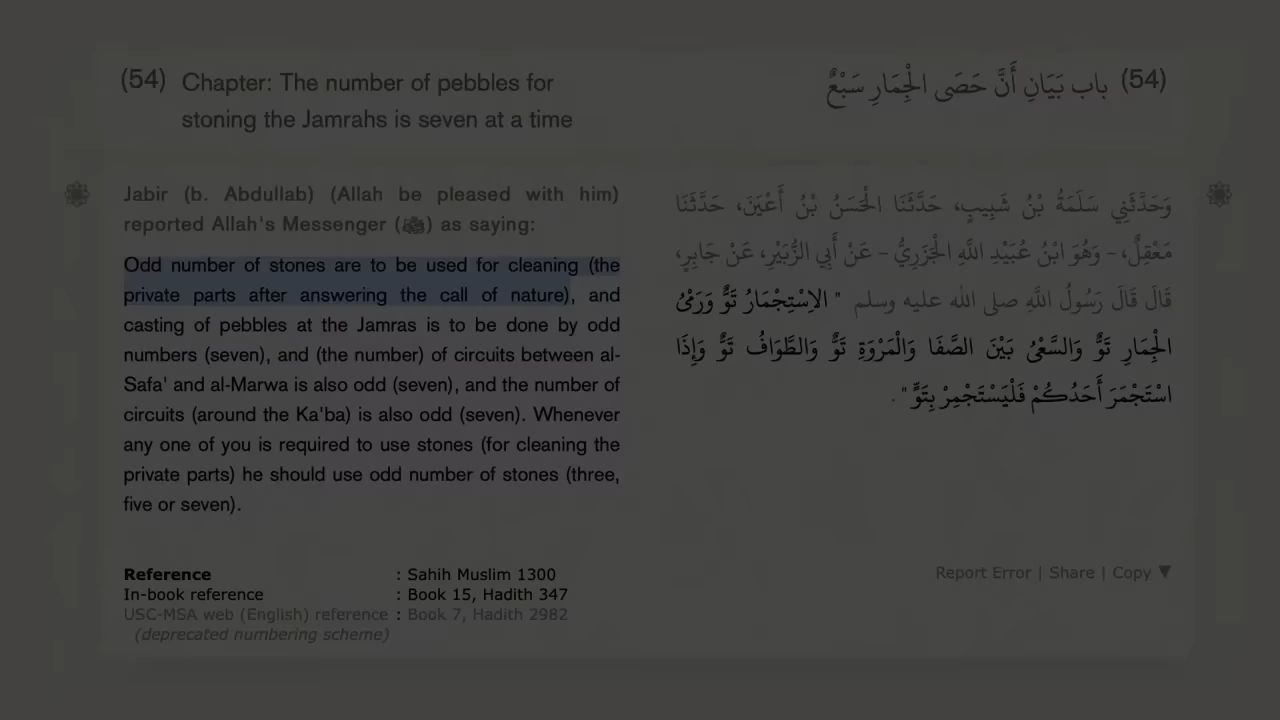 (54) Chapter: The number of pebbles for
stoning the Jamrahs is seven at a time
(54) باب بَيَانِ أَنَّ حَصَى الْجِمَارِ سَبْعٌ
Jabir (b. Abdullab) (Allah be pleased with him)
reported Allah's Messenger (ﷺ) as saying:
Odd number of stones are to be used for cleaning (the
private parts after answering the call of nature), and
casting of pebbles at the Jamras is to be done by odd
numbers (seven), and (the number) of circuits between al-
Safa' and al-Marwa is also odd (seven), and the number of
circuits (around the Ka'ba) is also odd (seven). Whenever
any one of you is required to use stones (for cleaning the
private parts) he should use odd number of stones (three,
five or seven).
وَحَدَّثَنِي سَلَمَةُ بْنُ شَبِيبٍ، حَدَّثَنَا الْحَسَنُ بْنُ أَعْيَنَ، حَدَّثَنَا
مَعْقِلٌ، - وَهُوَ ابْنُ عُبَيْدِ اللَّهِ الْجَزَرِيُّ - عَنْ أَبِي الزُّبَيْرِ، عَنْ جَابِرٍ،
قَالَ قَالَ رَسُولُ اللَّهِ صلى الله عليه وسلم " الاِسْتِجْمَارُ تَوٌّ وَرَمْىُ
الْجِمَارِ تَوٌّ وَالسَّعْىُ بَيْنَ الصَّفَا وَالْمَرْوَةِ تَوٌّ وَالطَّوَافُ تَوٌّ وَإِذَا
اسْتَجْمَرَ أَحَدُكُمْ فَلْيَسْتَجْمِرْ بِتَوٍّ " .
Reference : Sahih Muslim 1300
In-book reference : Book 15, Hadith 347
USC-MSA web (English) reference : Book 7, Hadith 2982
(deprecated numbering scheme)
Report Error | Share | Copy ▼